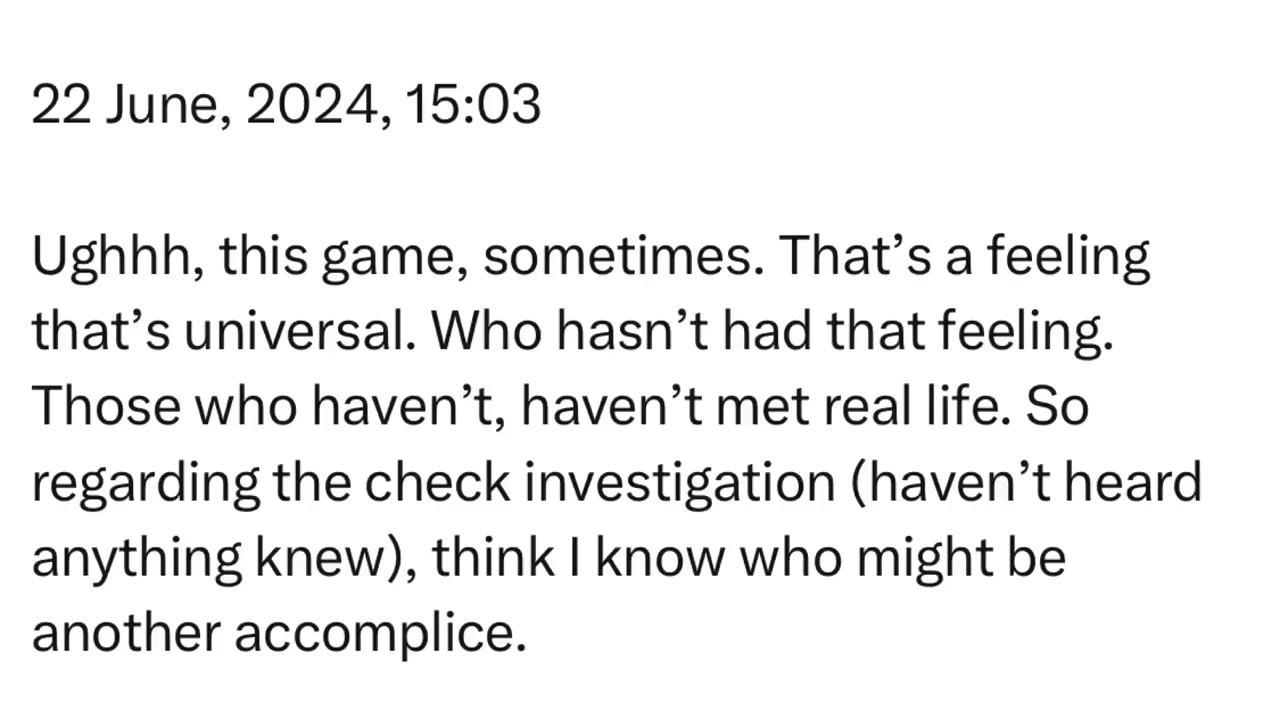 22 June, 2024, 15:03
Ughhh, this game, sometimes. That’s a feeling
that’s universal. Who hasn’t had that feeling.
Those who haven’t, haven’t met real life. So
regarding the check investigation (haven’t heard
anything knew), think I know who might be
another accomplice.